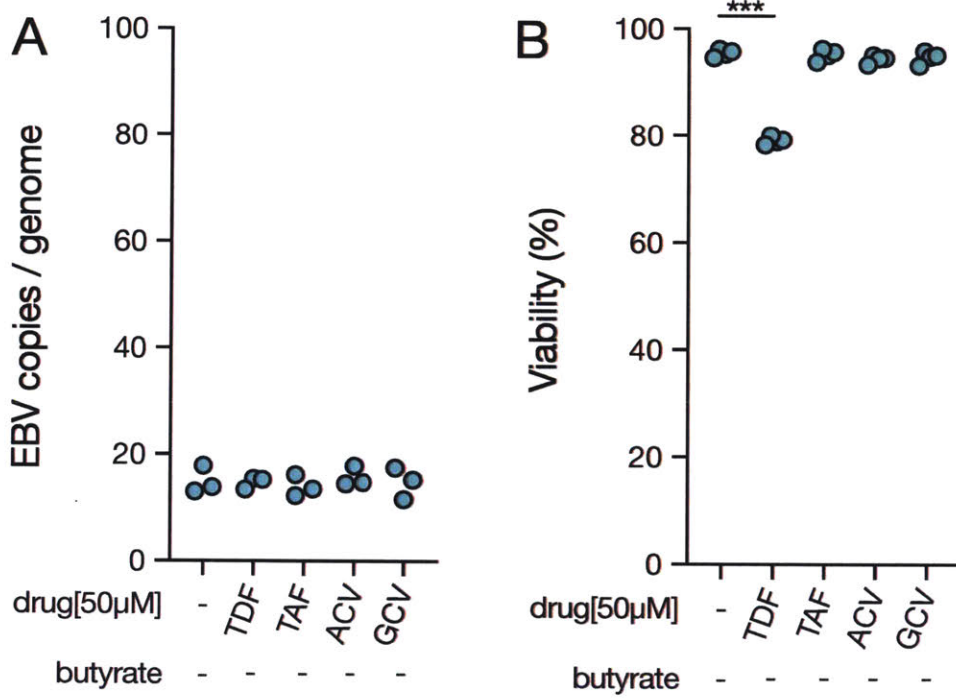 A
EBV copies / genome
100
80
60
40
20
0
drug[50µM] - TDF TAF ACV GCV
butyrate - - - - -
B
***
Viability (%)
100
80
60
40
20
0
drug[50µM] - TDF TAF ACV GCV
butyrate - - - - -